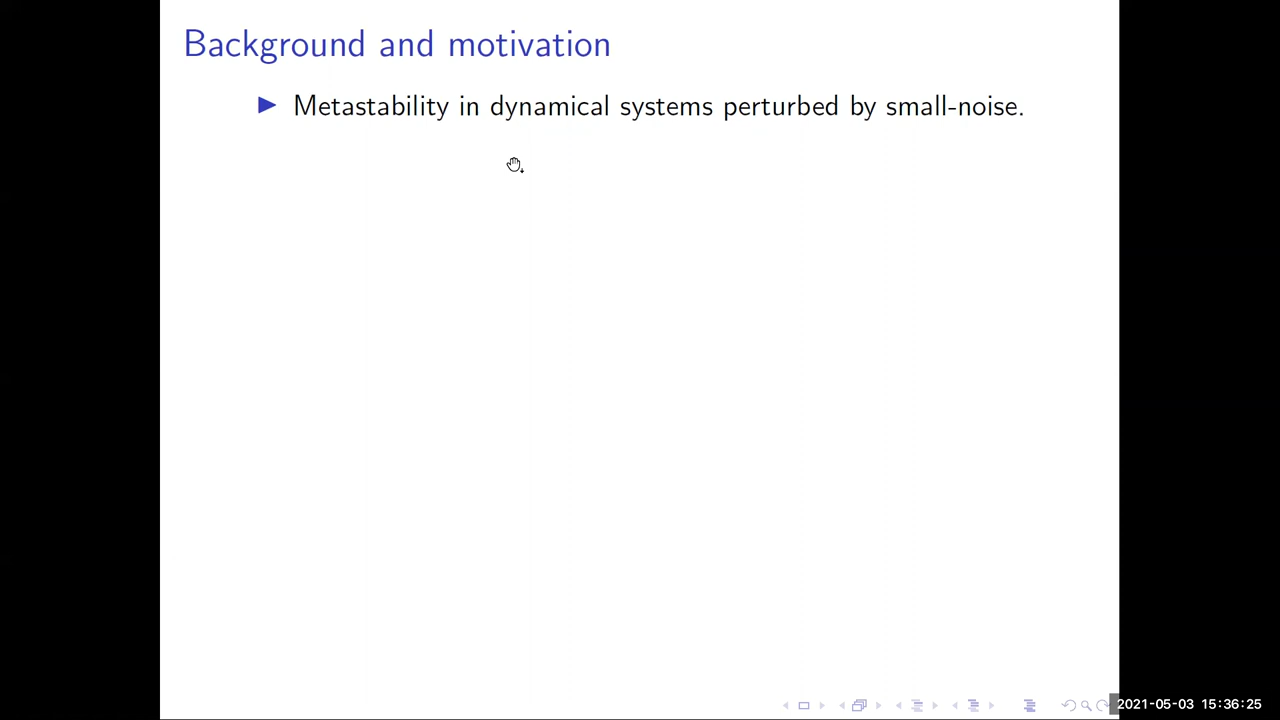 Background and motivation
▶ Metastability in dynamical systems perturbed by small-noise.
2021-05-03 15:36:25